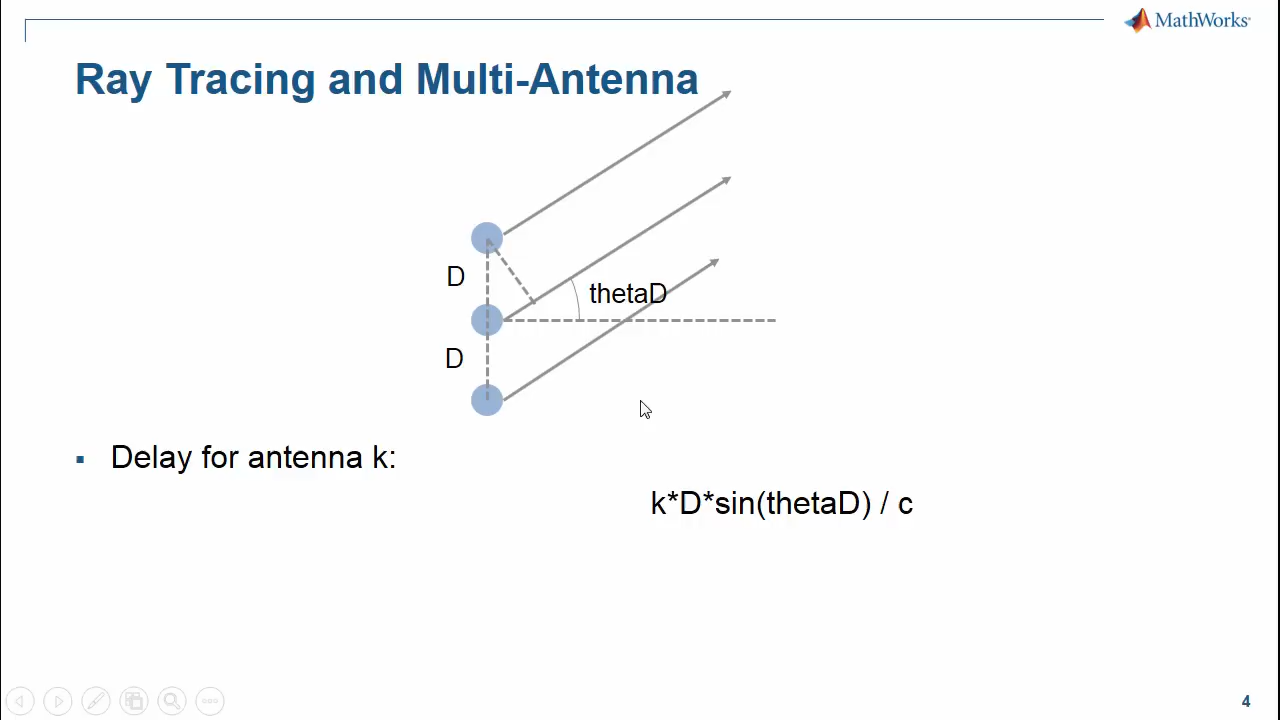 MathWorks
Ray Tracing and Multi-Antenna
D
thetaD
D
Delay for antenna k:
k*D*sin(thetaD) / c
4